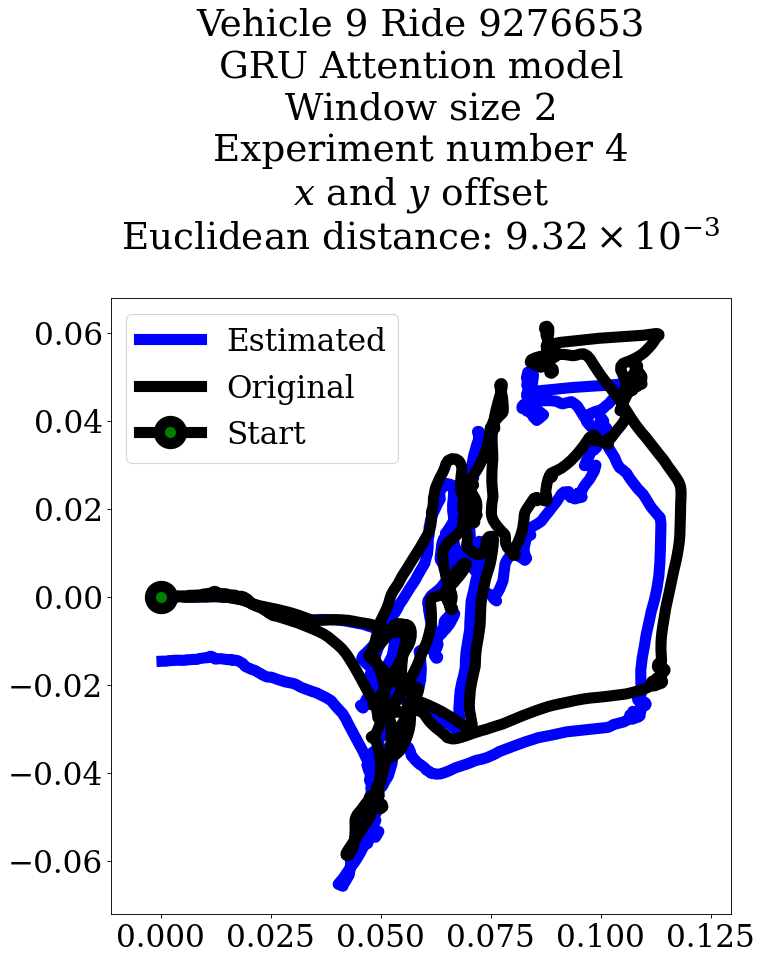 Vehicle 9 Ride 9276653
GRU Attention model
Window size 2
Experiment number 4
x and y offset
Euclidean distance: 9.32 × 10⁻³
Estimated
Original
Start
0.06
0.04
0.02
0.00
−0.02
−0.04
−0.06
0.000 0.025 0.050 0.075 0.100 0.125